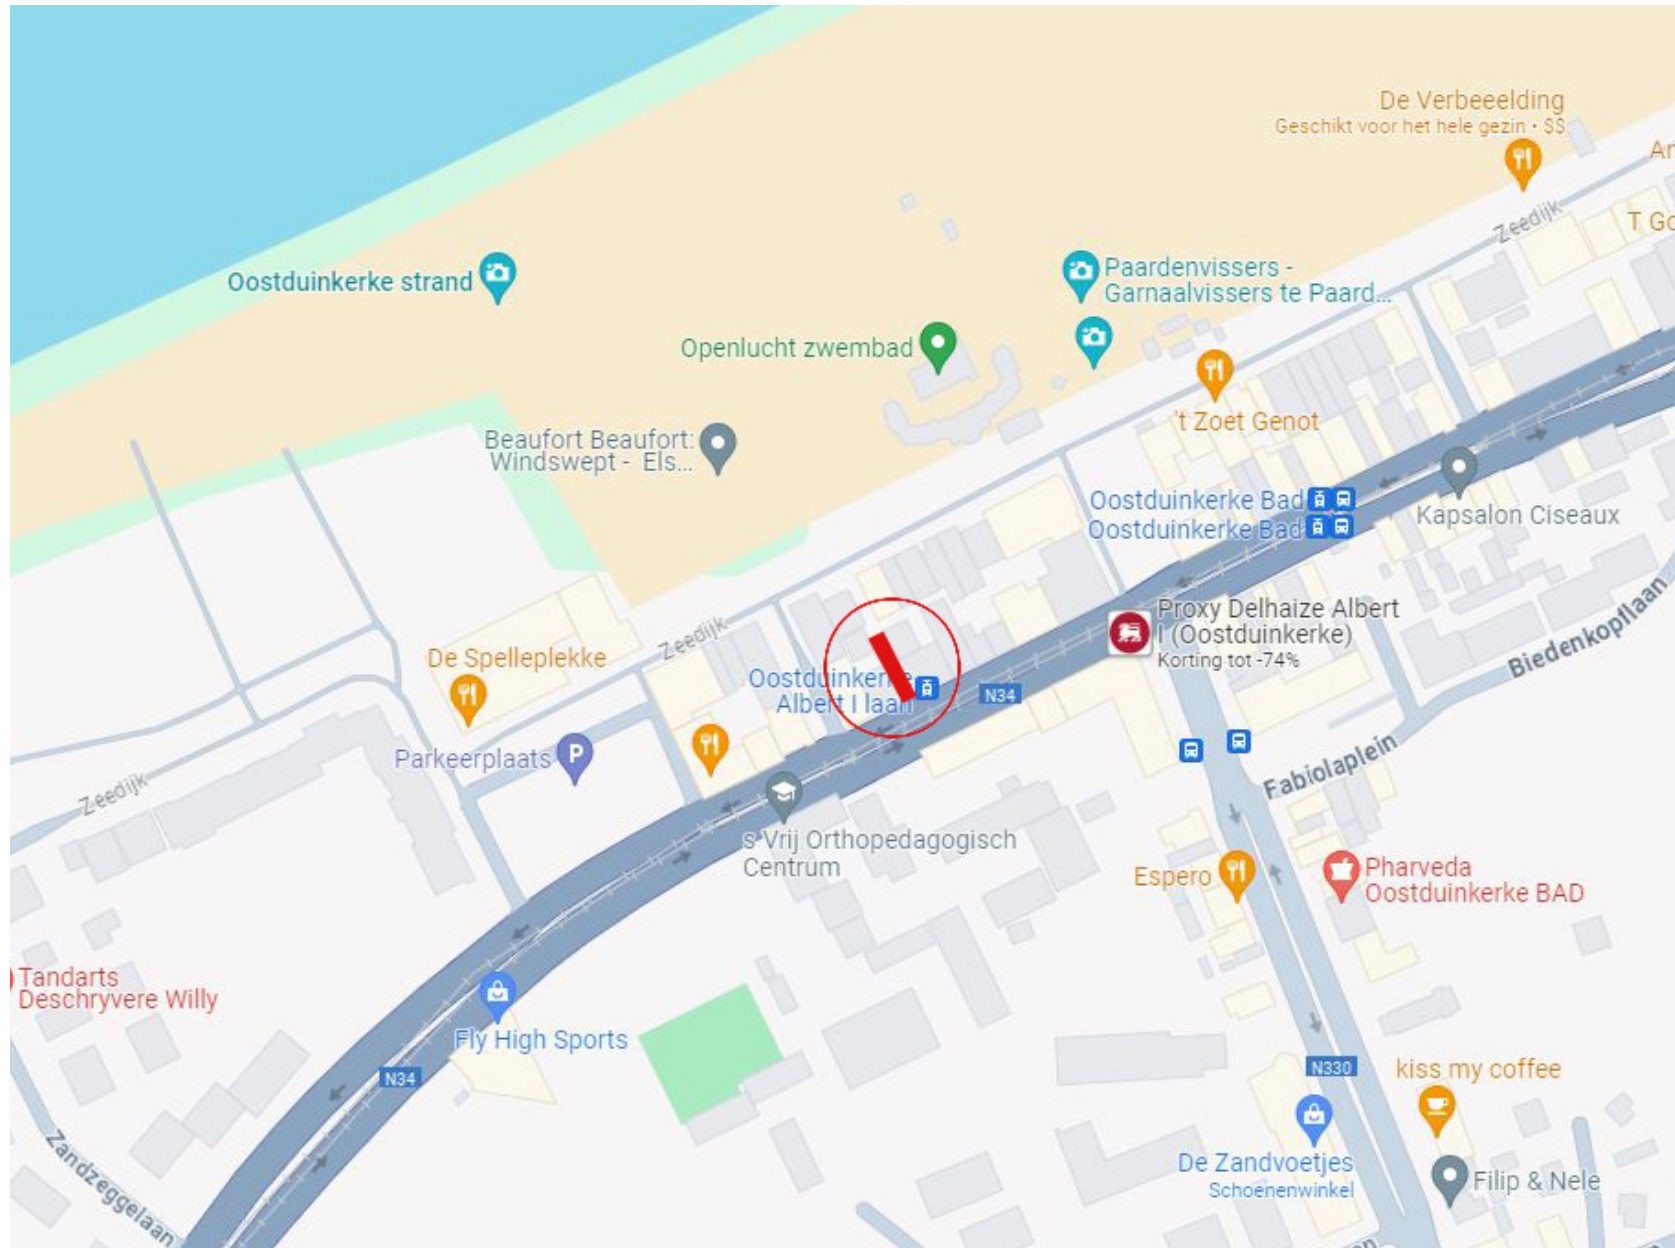 De Verbeeelding
Geschikt voor het hele gezin • $$
Zeedijk
T Go
Oostduinkerke strand
Paardenvissers -
Garnaalvissers te Paard...
Openlucht zwembad
't Zoet Genot
Beaufort Beaufort:
Windswept - Els...
Oostduinkerke Bad
Oostduinkerke Bad
Kapsalon Ciseaux
Proxy Delhaize Albert
I (Oostduinkerke)
Korting tot -74%
Biedenkopflaan
Zeedijk
De Spelleplekke
Oostduinkerke
Albert I laan
N34
Parkeerplaats
P
Zeedijk
Fabiolaplein
s Vrij Orthopedagogisch
Centrum
Espero
Pharveda
Oostduinkerke BAD
Tandarts
Deschryvere Willy
Fly High Sports
N34
N330
kiss my coffee
De Zandvoetjes
Schoenenwinkel
Filip & Nele
Zandzeggelaan